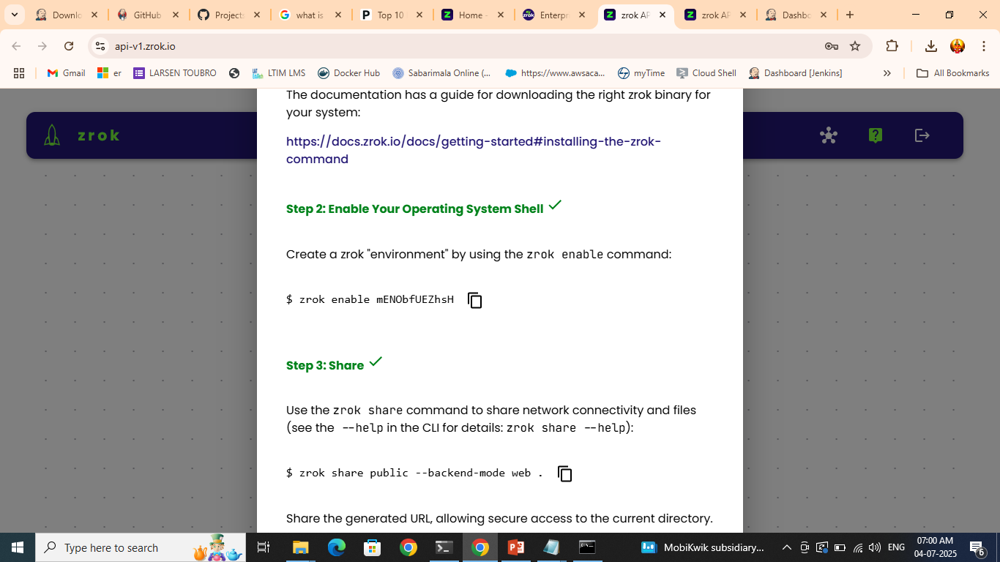 Downlo
GitHub
Projects
what is
Top 10
Home -
Enterpr
zrok AP
zrok AP
Dashbo
api-v1.zrok.io
Gmail
er
LARSEN TOUBRO
LTIM LMS
Docker Hub
Sabarimala Online (...
https://www.awsaca...
myTime
Cloud Shell
Dashboard [Jenkins]
All Bookmarks
zrok
The documentation has a guide for downloading the right zrok binary for
your system:
https://docs.zrok.io/docs/getting-started#installing-the-zrok-
command
Step 2: Enable Your Operating System Shell
Create a zrok "environment" by using the zrok enable command:
$ zrok enable mENObfUEZhsH
Step 3: Share
Use the zrok share command to share network connectivity and files
(see the --help in the CLI for details: zrok share --help):
$ zrok share public --backend-mode web .
Share the generated URL, allowing secure access to the current directory.
Type here to search
MobiKwik subsidiary...
ENG
07:00 AM
04-07-2025
6